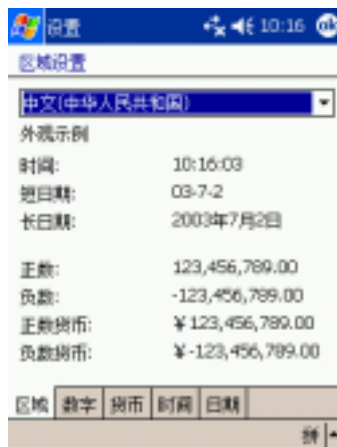 设置 10:16 ok
区域设置
中文(中华人民共和国)
外观示例
时间: 10:16:03
短日期: 03-7-2
长日期: 2003年7月2日
正数: 123,456,789.00
负数: -123,456,789.00
正数货币: ￥123,456,789.00
负数货币: ￥-123,456,789.00
区域 数字 货币 时间 日期
拼